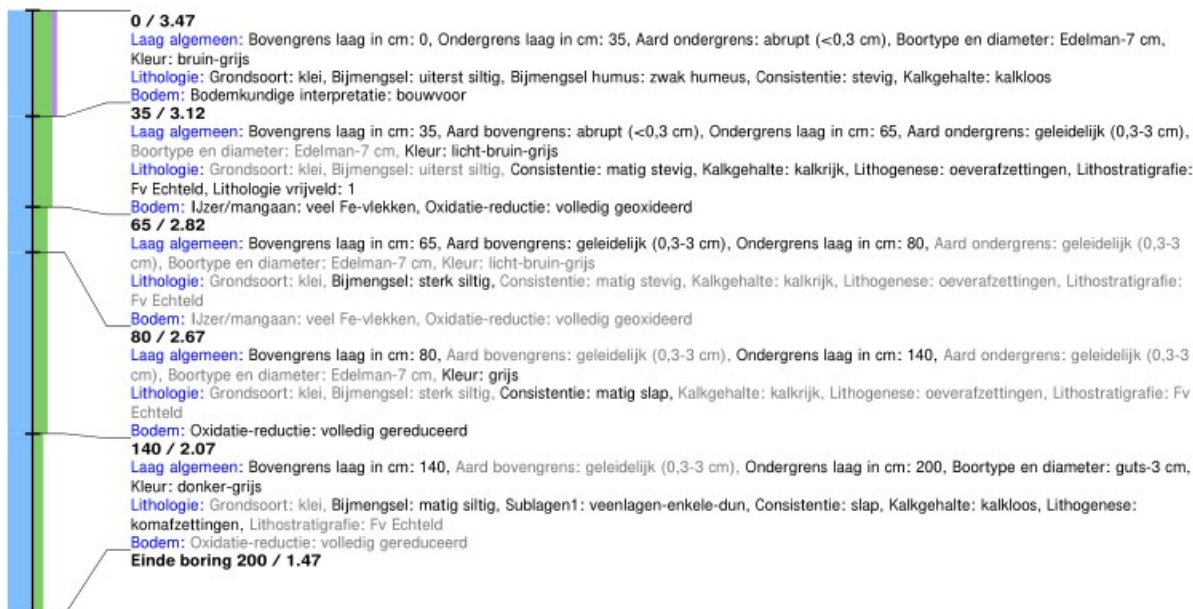 0 / 3.47
Laag algemeen: Bovengrens laag in cm: 0, Ondergrens laag in cm: 35, Aard ondergrens: abrupt (<0,3 cm), Boortype en diameter: Edelman-7 cm,
Kleur: bruin-grijs
Lithologie: Grondsoort: klei, Bijmengsel: uiterst siltig, Bijmengsel humus: zwak humeus, Consistentie: stevig, Kalkgehalte: kalkloos
Bodem: Bodemkundige interpretatie: bouwvoor
35 / 3.12
Laag algemeen: Bovengrens laag in cm: 35, Aard bovengrens: abrupt (<0,3 cm), Ondergrens laag in cm: 65, Aard ondergrens: geleidelijk (0,3-3 cm),
Boortype en diameter: Edelman-7 cm, Kleur: licht-bruin-grijs
Lithologie: Grondsoort: klei, Bijmengsel: uiterst siltig, Consistentie: matig stevig, Kalkgehalte: kalkrijk, Lithogenese: oeverafzettingen, Lithostratigrafie:
Fv Echteld, Lithologie vrijveld: 1
Bodem: IJzer/mangaan: veel Fe-vlekken, Oxidatie-reductie: volledig geoxideerd
65 / 2.82
Laag algemeen: Bovengrens laag in cm: 65, Aard bovengrens: geleidelijk (0,3-3 cm), Ondergrens laag in cm: 80, Aard ondergrens: geleidelijk (0,3-3
cm), Boortype en diameter: Edelman-7 cm, Kleur: licht-bruin-grijs
Lithologie: Grondsoort: klei, Bijmengsel: sterk siltig, Consistentie: matig stevig, Kalkgehalte: kalkrijk, Lithogenese: oeverafzettingen, Lithostratigrafie:
Fv Echteld
Bodem: IJzer/mangaan: veel Fe-vlekken, Oxidatie-reductie: volledig geoxideerd
80 / 2.67
Laag algemeen: Bovengrens laag in cm: 80, Aard bovengrens: geleidelijk (0,3-3 cm), Ondergrens laag in cm: 140, Aard ondergrens: geleidelijk (0,3-3
cm), Boortype en diameter: Edelman-7 cm, Kleur: grijs
Lithologie: Grondsoort: klei, Bijmengsel: sterk siltig, Consistentie: matig slap, Kalkgehalte: kalkrijk, Lithogenese: oeverafzettingen, Lithostratigrafie: Fv
Echteld
Bodem: Oxidatie-reductie: volledig gereduceerd
140 / 2.07
Laag algemeen: Bovengrens laag in cm: 140, Aard bovengrens: geleidelijk (0,3-3 cm), Ondergrens laag in cm: 200, Boortype en diameter: guts-3 cm,
Kleur: donker-grijs
Lithologie: Grondsoort: klei, Bijmengsel: matig siltig, Sublagen1: veenlagen-enkele-dun, Consistentie: slap, Kalkgehalte: kalkloos, Lithogenese:
komafzettingen, Lithostratigrafie: Fv Echteld
Bodem: Oxidatie-reductie: volledig gereduceerd
Einde boring 200 / 1.47